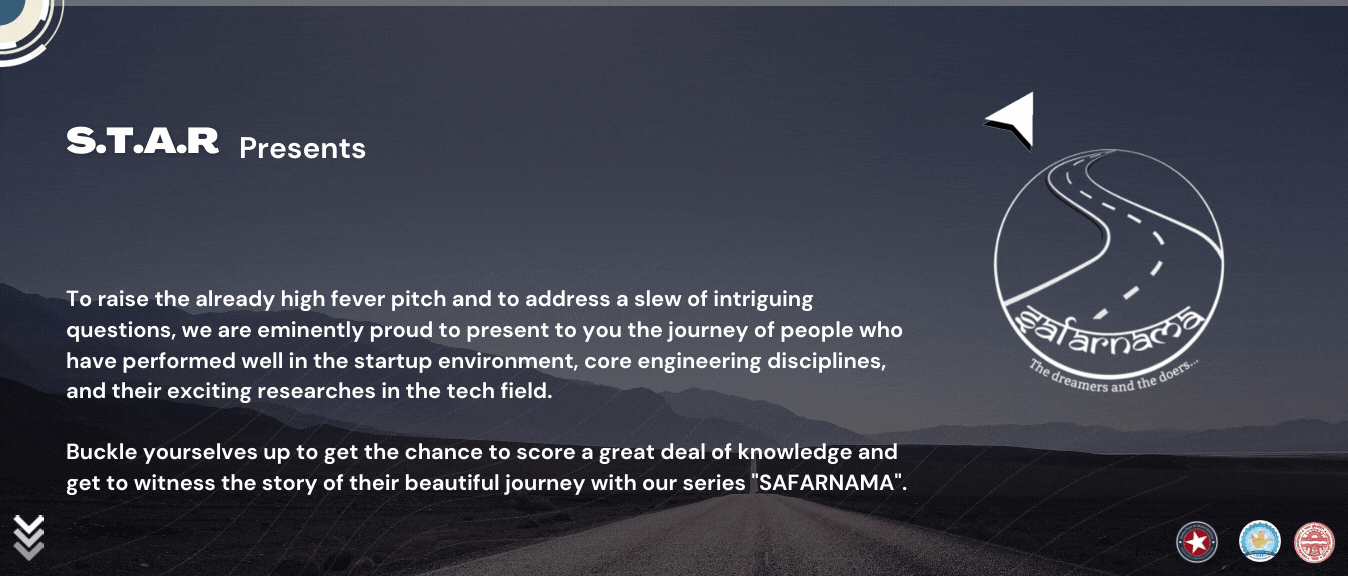 S.T.A.R Presents
To raise the already high fever pitch and to address a slew of intriguing
questions, we are eminently proud to present to you the journey of people who
have performed well in the startup environment, core engineering disciplines,
and their exciting researches in the tech field.
Buckle yourselves up to get the chance to score a great deal of knowledge and
get to witness the story of their beautiful journey with our series "SAFARNAMA".
safarnama
The dreamers and the doers...